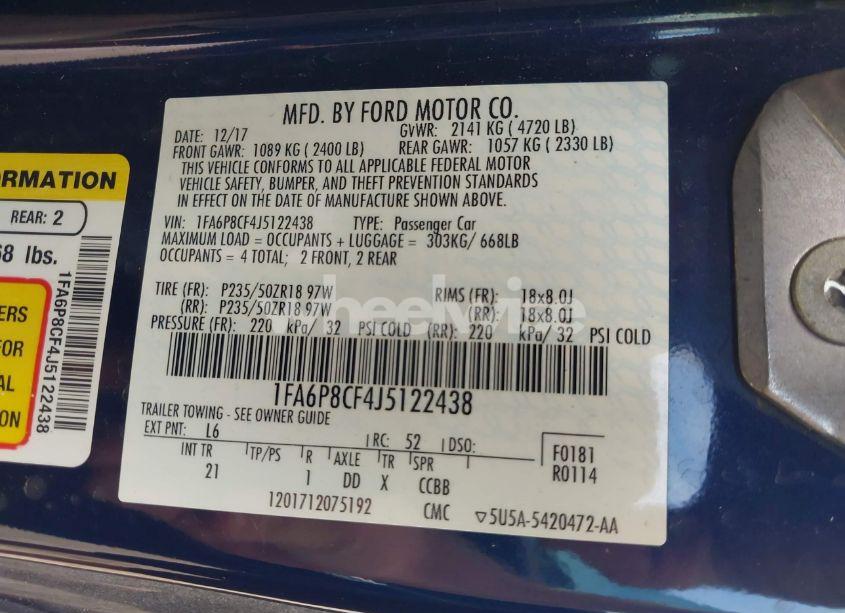 MFD. BY FORD MOTOR CO.
DATE: 12/17 GVWR: 2141 KG ( 4720 LB)
FRONT GAWR: 1089 KG ( 2400 LB) REAR GAWR: 1057 KG ( 2330 LB)
THIS VEHICLE CONFORMS TO ALL APPLICABLE FEDERAL MOTOR
VEHICLE SAFETY, BUMPER, AND THEFT PREVENTION STANDARDS
IN EFFECT ON THE DATE OF MANUFACTURE SHOWN ABOVE.
VIN: 1FA6P8CF4J5122438 TYPE: Passenger Car
MAXIMUM LOAD = OCCUPANTS + LUGGAGE = 303KG/ 668LB
OCCUPANTS = 4 TOTAL; 2 FRONT, 2 REAR
TIRE (FR): P235/50ZR18 97W RIMS (FR): 18x8.0J
(RR): P235/50ZR18 97W (RR): 18x8.0J
PRESSURE (FR): 220 kPa/ 32 PSI COLD (RR): 220 kPa/ 32 PSI COLD
1FA6P8CF4J5122438
TRAILER TOWING - SEE OWNER GUIDE
EXT PNT: L6 RC: 52 DSO: F0181
INT TR TP/PS R AXLE TR SPR R0114
21 1 DD X CCBB
1201712075192 CMC ▽5U5A-5420472-AA
ORMATION
REAR: 2
68 lbs.
ERS
FOR
AL
ION
1FA6P8CF4J5122438